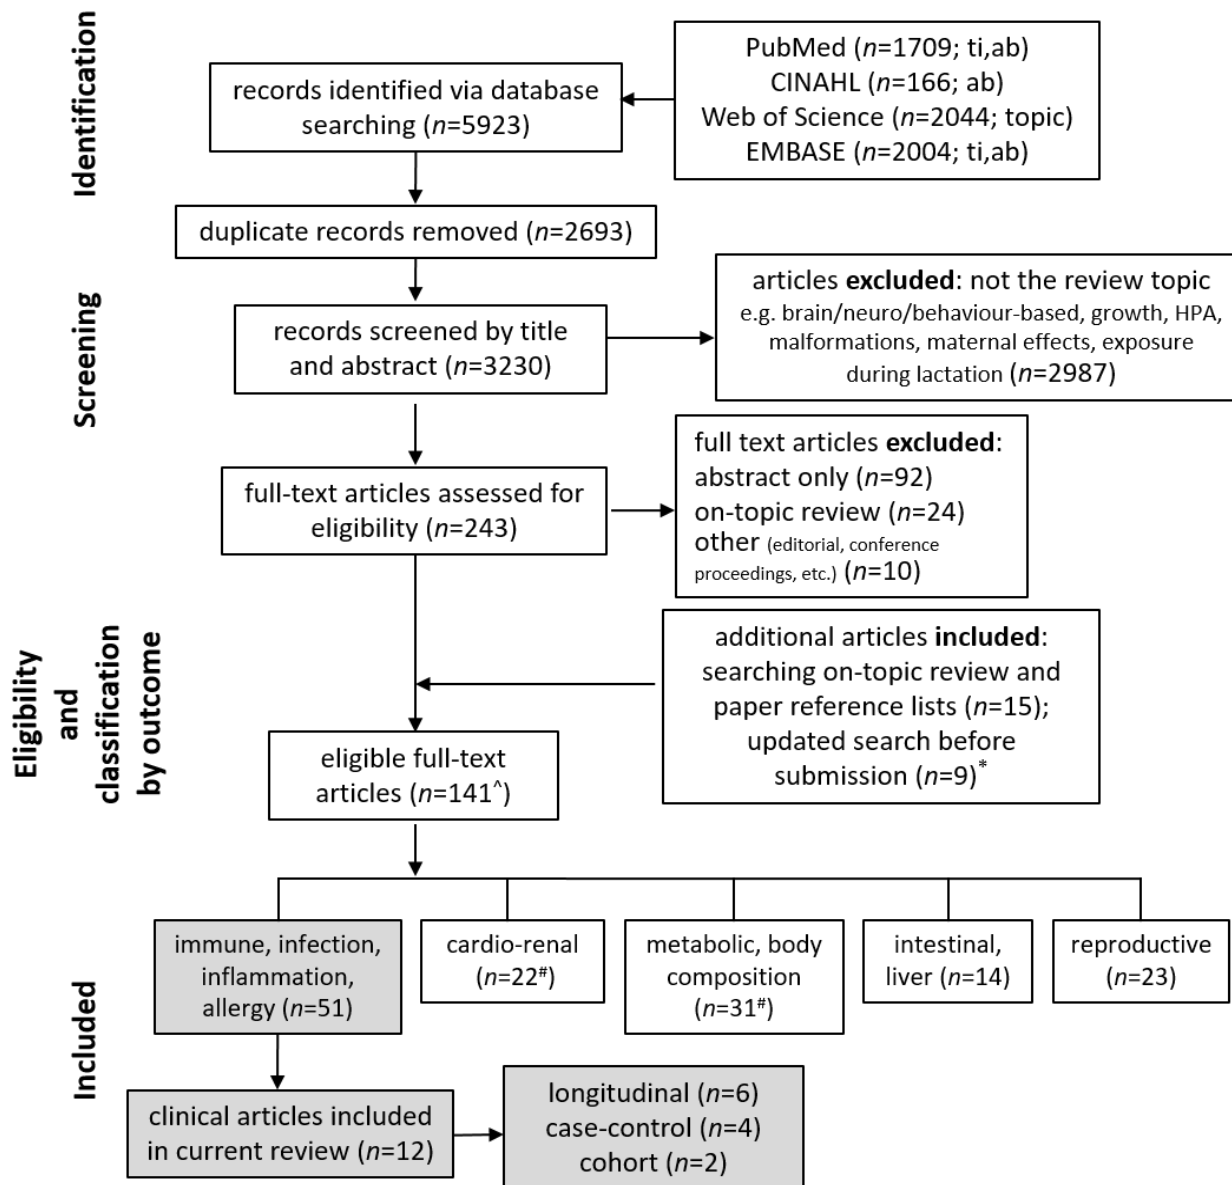 Identification
records identified via database
searching (n=5923)
PubMed (n=1709; ti,ab)
CINAHL (n=166; ab)
Web of Science (n=2044; topic)
EMBASE (n=2004; ti,ab)
duplicate records removed (n=2693)
Screening
records screened by title
and abstract (n=3230)
articles excluded: not the review topic
e.g. brain/neuro/behaviour-based, growth, HPA,
malformations, maternal effects, exposure
during lactation (n=2987)
full-text articles assessed for
eligibility (n=243)
full text articles excluded:
abstract only (n=92)
on-topic review (n=24)
other (editorial, conference
proceedings, etc.) (n=10)
Eligibility
and
classification
by outcome
additional articles included:
searching on-topic review and
paper reference lists (n=15);
updated search before
submission (n=9)*
eligible full-text
articles (n=141^)
Included
immune, infection,
inflammation,
allergy (n=51)
cardio-renal
(n=22#)
metabolic, body
composition
(n=31#)
intestinal,
liver (n=14)
reproductive
(n=23)
clinical articles included
in current review (n=12)
longitudinal (n=6)
case-control (n=4)
cohort (n=2)